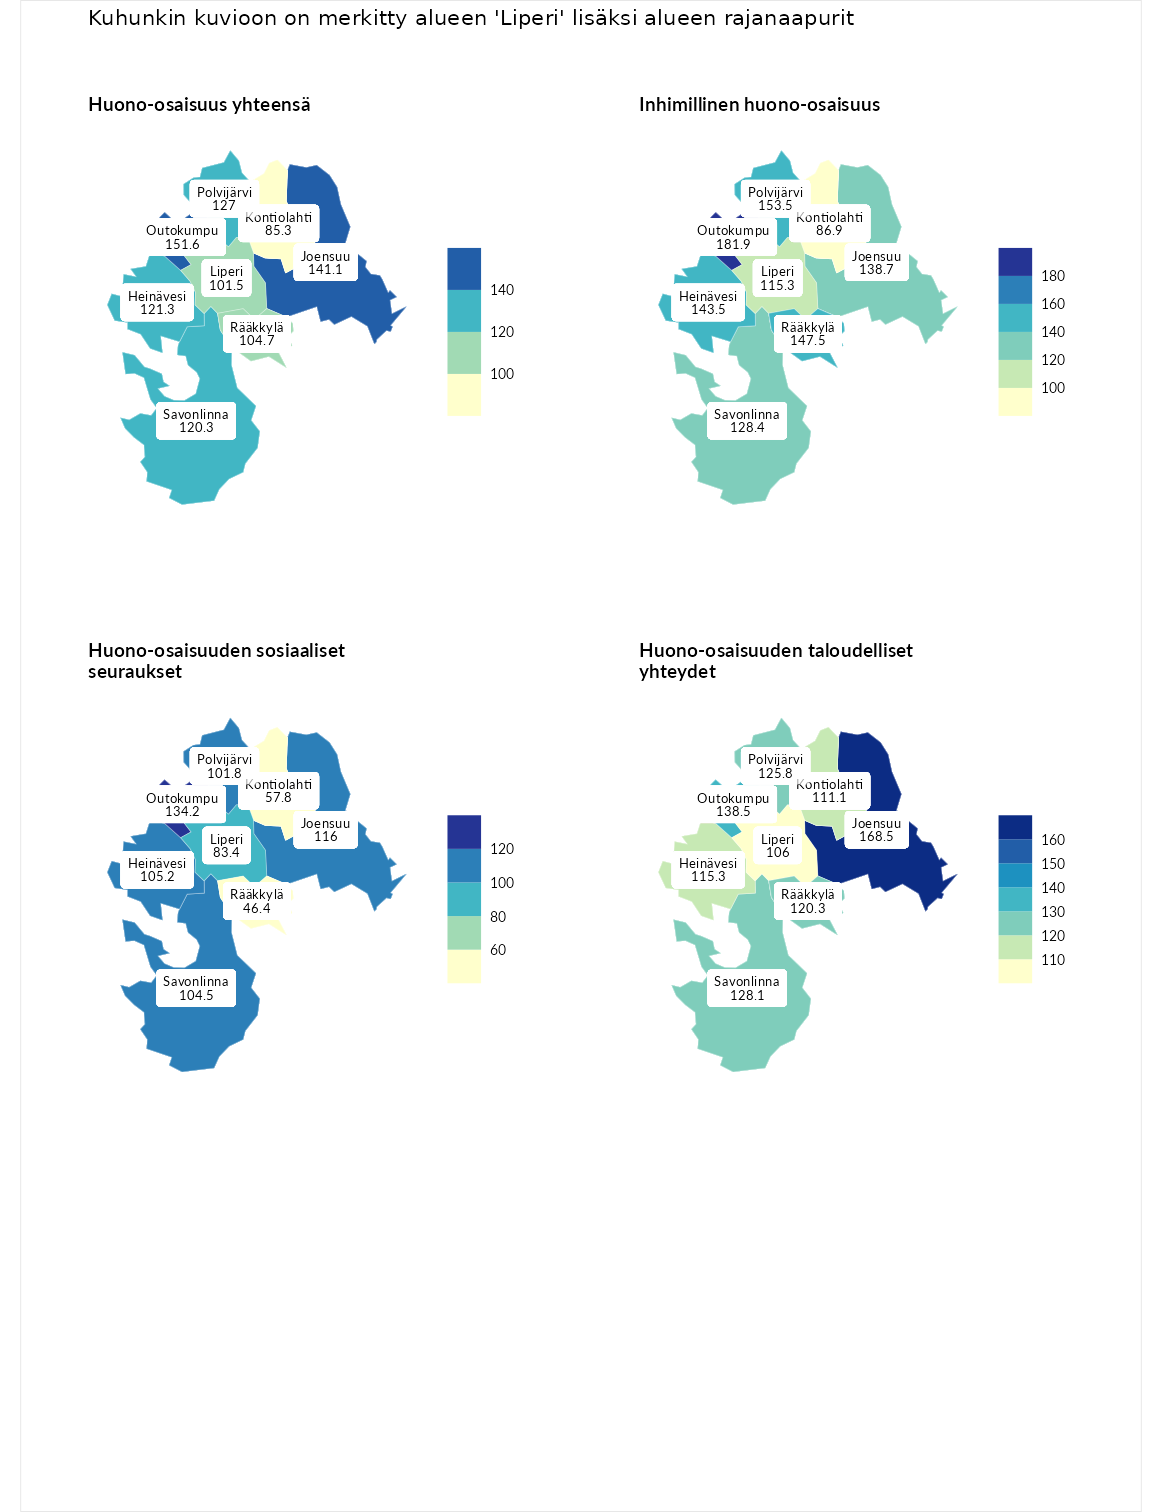 Kuhunkin kuvioon on merkitty alueen 'Liperi' lisäksi alueen rajanaapurit
Huono-osaisuus yhteensä
Polvijärvi
127
Kontiolahti
85.3
Outokumpu
151.6
Joensuu
141.1
Liperi
101.5
Heinävesi
121.3
Rääkkylä
104.7
Savonlinna
120.3
140
120
100
Inhimillinen huono-osaisuus
Polvijärvi
153.5
Kontiolahti
86.9
Outokumpu
181.9
Joensuu
138.7
Liperi
115.3
Heinävesi
143.5
Rääkkylä
147.5
Savonlinna
128.4
180
160
140
120
100
Huono-osaisuuden sosiaaliset
seuraukset
Polvijärvi
101.8
Kontiolahti
57.8
Outokumpu
134.2
Joensuu
116
Liperi
83.4
Heinävesi
105.2
Rääkkylä
46.4
Savonlinna
104.5
120
100
80
60
Huono-osaisuuden taloudelliset
yhteydet
Polvijärvi
125.8
Kontiolahti
111.1
Outokumpu
138.5
Joensuu
168.5
Liperi
106
Heinävesi
115.3
Rääkkylä
120.3
Savonlinna
128.1
160
150
140
130
120
110